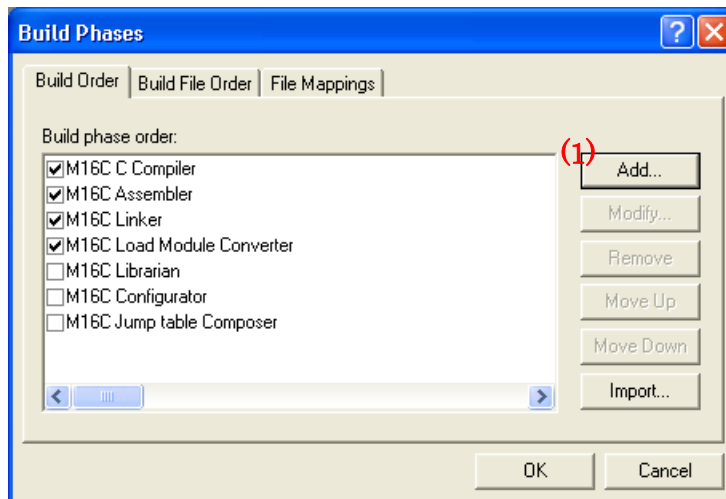 Build Phases
Build Order Build File Order File Mappings
Build phase order:
(1)
M16C C Compiler
M16C Assembler
M16C Linker
M16C Load Module Converter
M16C Librarian
M16C Configurator
M16C Jump table Composer
Add...
Modify...
Remove
Move Up
Move Down
Import...
OK Cancel